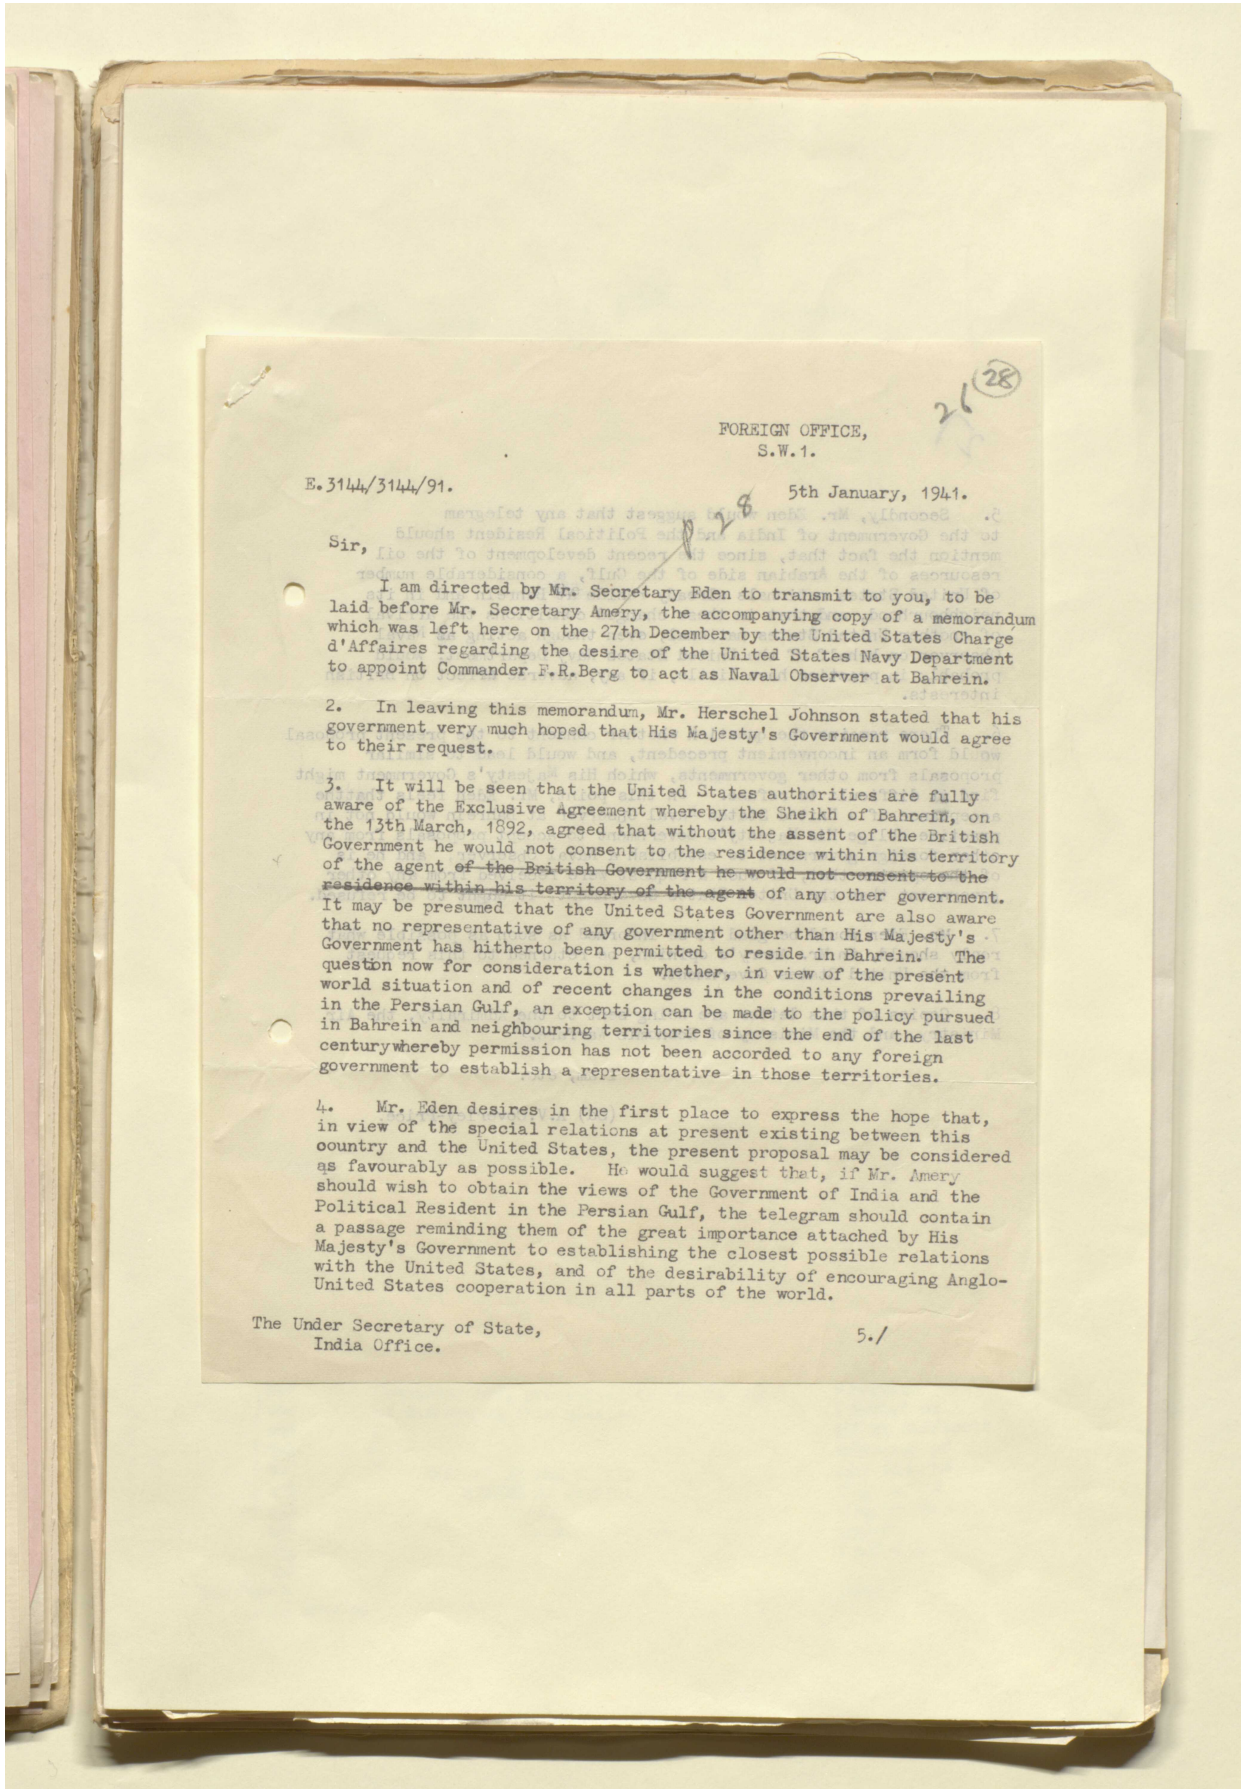 28
26
FOREIGN OFFICE,
S.W.1.
E.3144/3144/91.
5th January, 1941.
p 28
Sir,
I am directed by Mr. Secretary Eden to transmit to you, to be
laid before Mr. Secretary Amery, the accompanying copy of a memorandum
which was left here on the 27th December by the United States Chargé
d'Affaires regarding the desire of the United States Navy Department
to appoint Commander F.R.Berg to act as Naval Observer at Bahrein.
2. In leaving this memorandum, Mr. Herschel Johnson stated that his
government very much hoped that His Majesty's Government would agree
to their request.
3. It will be seen that the United States authorities are fully
aware of the Exclusive Agreement whereby the Sheikh of Bahrein, on
the 13th March, 1892, agreed that without the assent of the British
Government he would not consent to the residence within his territory
of the agent of the British Government he would not consent to the
residence within his territory of the agent of any other government.
It may be presumed that the United States Government are also aware
that no representative of any government other than His Majesty's
Government has hitherto been permitted to reside in Bahrein. The
question now for consideration is whether, in view of the present
world situation and of recent changes in the conditions prevailing
in the Persian Gulf, an exception can be made to the policy pursued
in Bahrein and neighbouring territories since the end of the last
century whereby permission has not been accorded to any foreign
government to establish a representative in those territories.
4. Mr. Eden desires in the first place to express the hope that,
in view of the special relations at present existing between this
country and the United States, the present proposal may be considered
as favourably as possible. He would suggest that, if Mr. Amery
should wish to obtain the views of the Government of India and the
Political Resident in the Persian Gulf, the telegram should contain
a passage reminding them of the great importance attached by His
Majesty's Government to establishing the closest possible relations
with the United States, and of the desirability of encouraging Anglo-
United States cooperation in all parts of the world.
The Under Secretary of State,
India Office.
5./